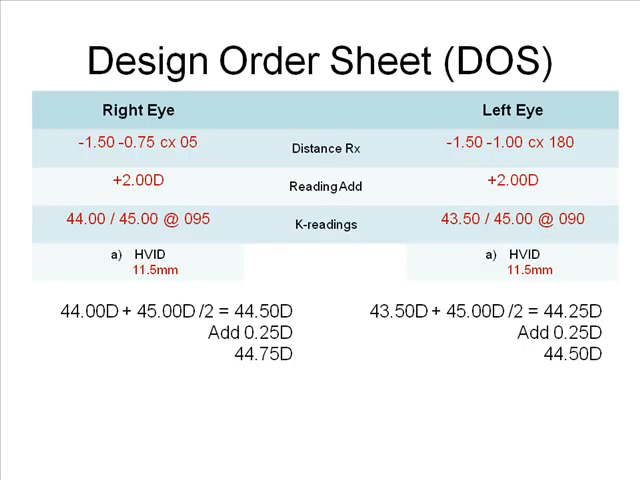 Design Order Sheet (DOS)
Right Eye Left Eye
-1.50 -0.75 cx 05 Distance Rx -1.50 -1.00 cx 180
+2.00D Reading Add +2.00D
44.00 / 45.00 @ 095 K-readings 43.50 / 45.00 @ 090
a) HVID a) HVID
11.5mm 11.5mm
44.00D + 45.00D /2 = 44.50D 43.50D + 45.00D /2 = 44.25D
Add 0.25D Add 0.25D
44.75D 44.50D